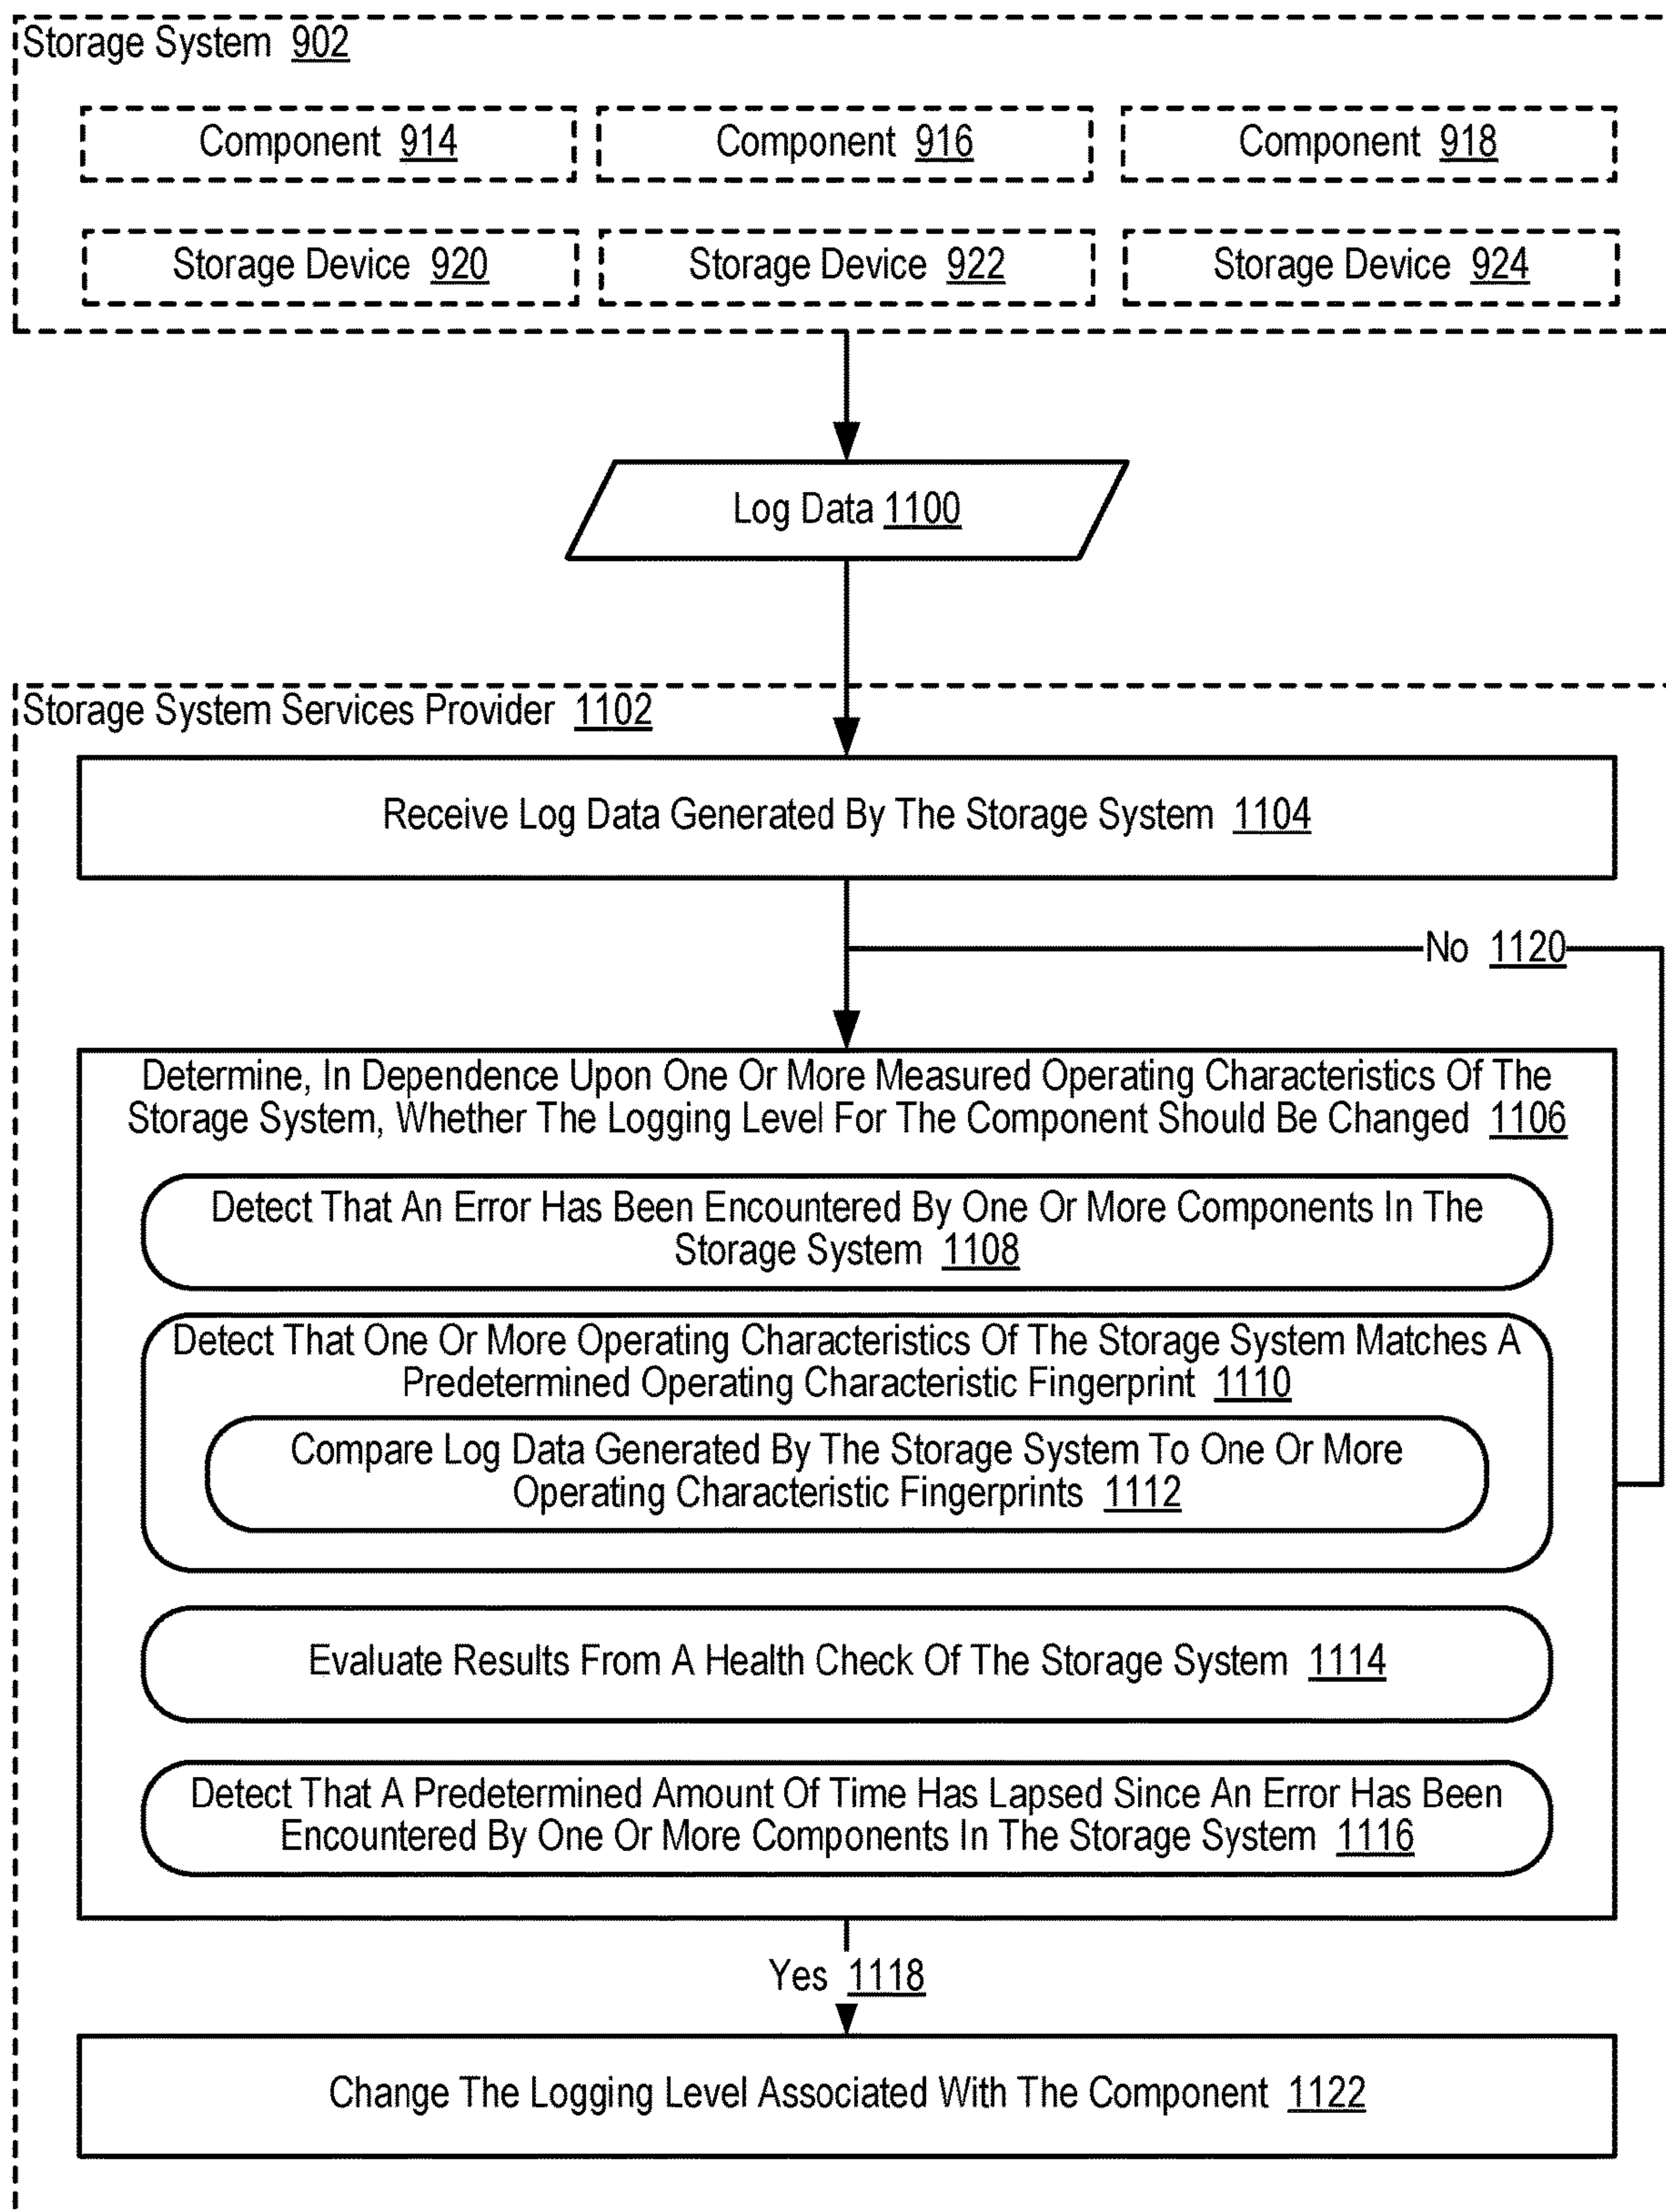 Storage System 902
Component 914
Component 916
Component 918
Storage Device 920
Storage Device 922
Storage Device 924
Log Data 1100
Storage System Services Provider 1102
Receive Log Data Generated By The Storage System 1104
No 1120
Determine, In Dependence Upon One Or More Measured Operating Characteristics Of The
Storage System, Whether The Logging Level For The Component Should Be Changed 1106
Detect That An Error Has Been Encountered By One Or More Components In The
Storage System 1108
Detect That One Or More Operating Characteristics Of The Storage System Matches A
Predetermined Operating Characteristic Fingerprint 1110
Compare Log Data Generated By The Storage System To One Or More
Operating Characteristic Fingerprints 1112
Evaluate Results From A Health Check Of The Storage System 1114
Detect That A Predetermined Amount Of Time Has Lapsed Since An Error Has Been
Encountered By One Or More Components In The Storage System 1116
Yes 1118
Change The Logging Level Associated With The Component 1122